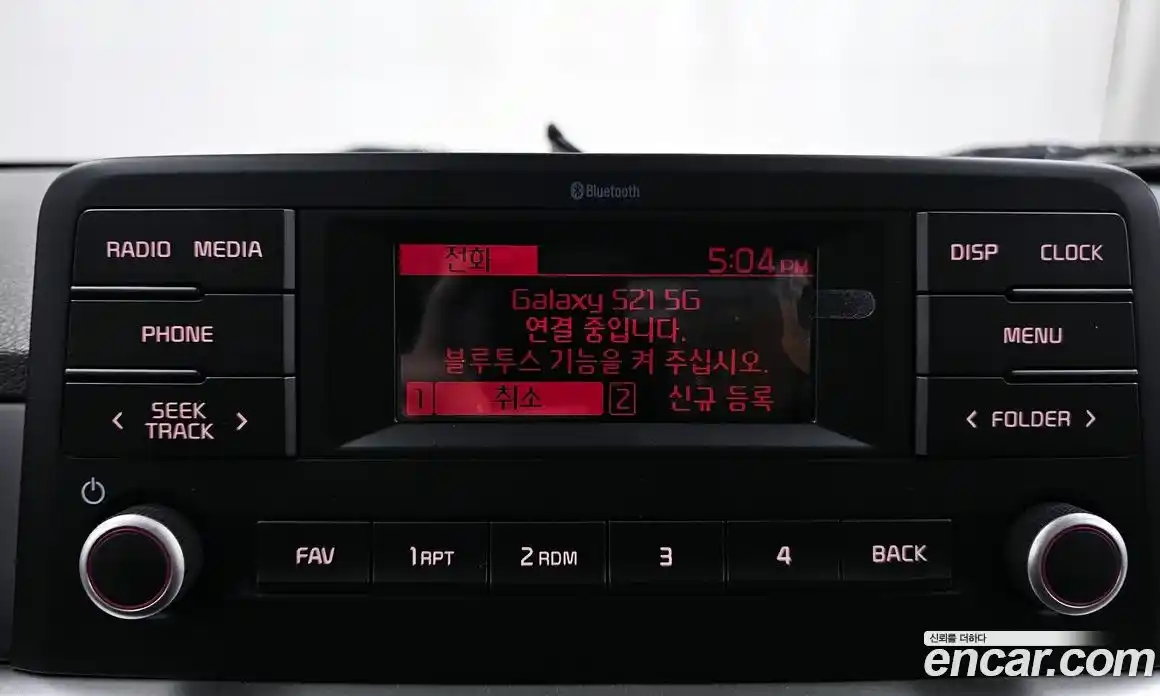 Bluetooth
RADIO MEDIA
PHONE
< SEEK TRACK >
전화 5:04 PM
Galaxy S21 5G
연결 중입니다.
블루투스 기능을 켜 주십시오.
1 취소 2 신규 등록
DISP CLOCK
MENU
< FOLDER >
FAV 1 RPT 2 RDM 3 4 BACK
신뢰를 더하다
encar.com